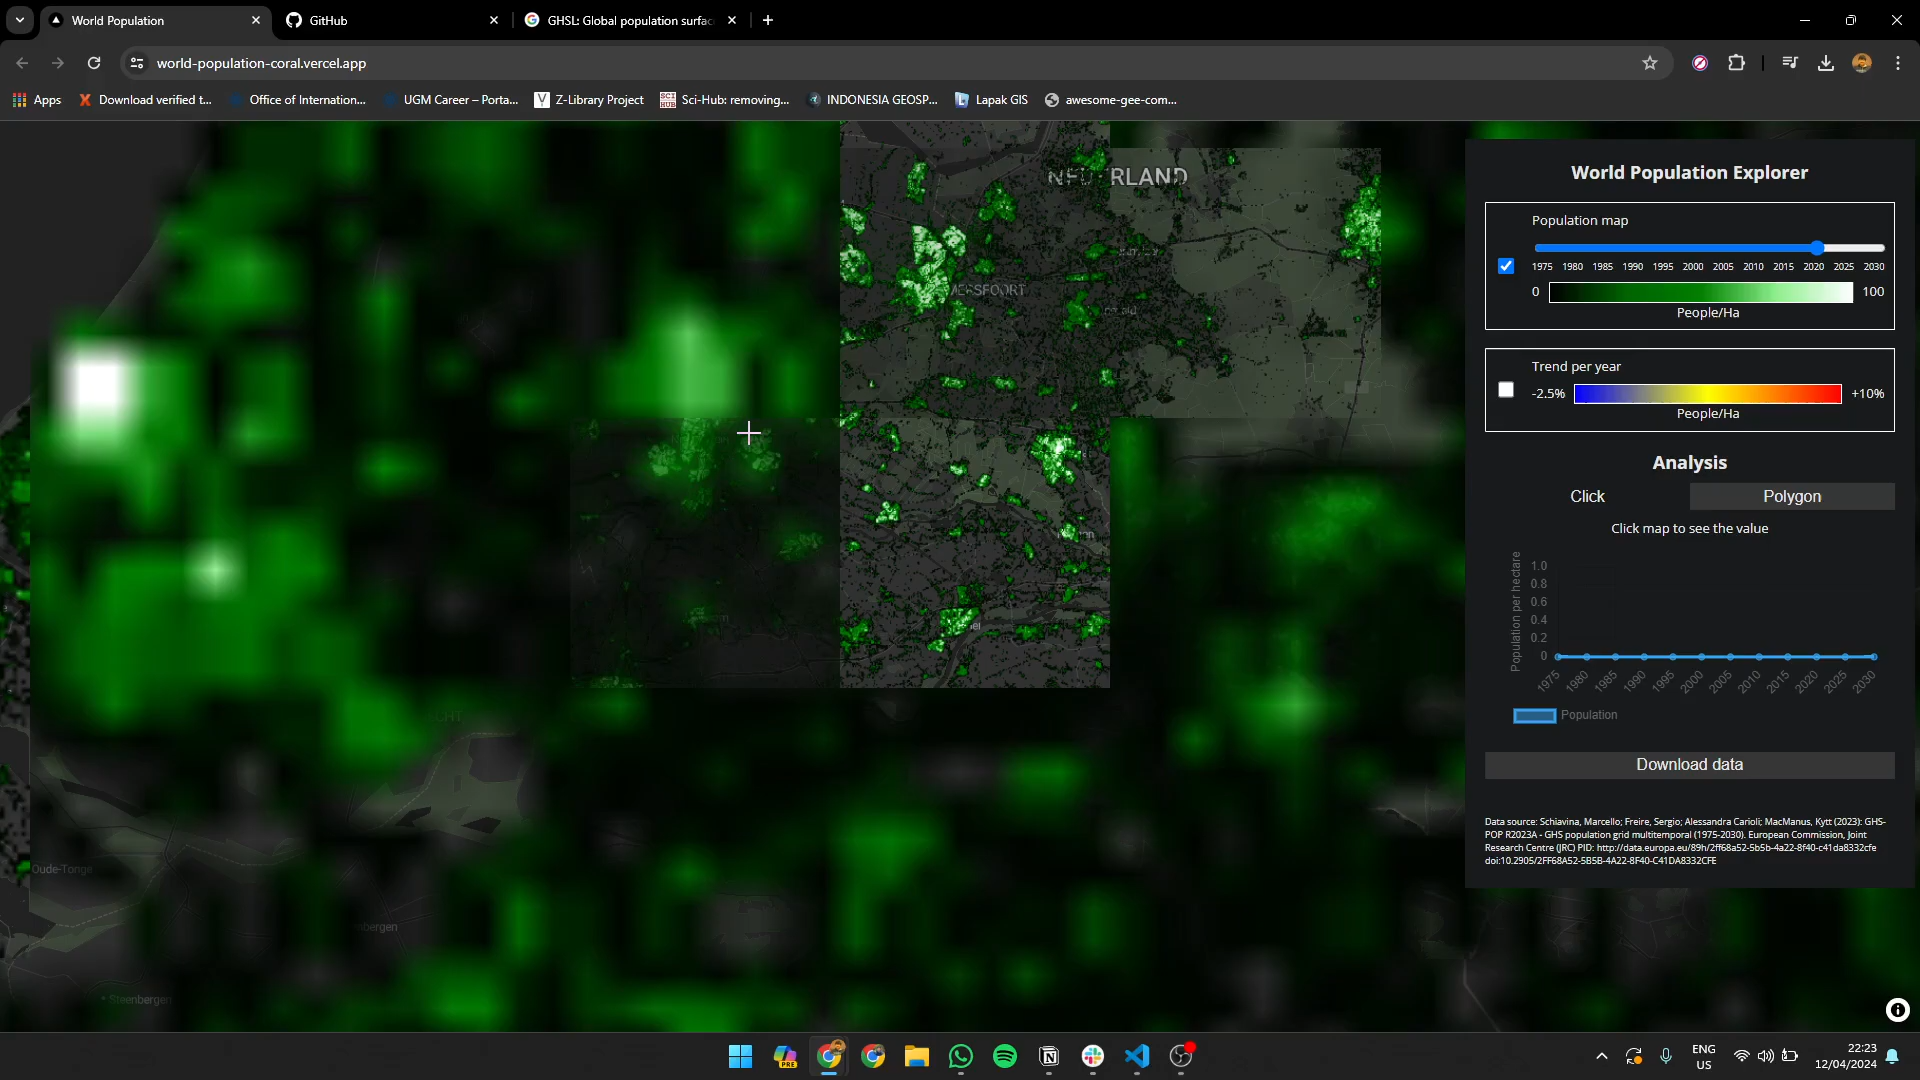 World Population
GitHub
GHSL: Global population surfac
world-population-coral.vercel.app
Apps
Download verified t...
Office of Internation...
UGM Career – Porta...
Z-Library Project
Sci-Hub: removing...
INDONESIA GEOSP...
Lapak GIS
awesome-gee-com...
World Population Explorer
Population map
1975 1980 1985 1990 1995 2000 2005 2010 2015 2020 2025 2030
0
100
People/Ha
Trend per year
-2.5%
+10%
People/Ha
Analysis
Click
Polygon
Click map to see the value
Population per hectare
1.0
0.8
0.6
0.4
0.2
0
1975 1980 1985 1990 1995 2000 2005 2010 2015 2020 2025 2030
Population
Download data
Data source: Schiavina, Marcello; Freire, Sergio; Alessandra Carioli; MacManus, Kytt (2023): GHS-
POP R2023A - GHS population grid multitemporal (1975-2030). European Commission, Joint
Research Centre (JRC) PID: http://data.europa.eu/89h/2ff68a52-5b5b-4a22-8f40-c41da8332cfe
doi:10.2905/2FF68A52-5B5B-4A22-8F40-C41DA8332CFE
Oude-Tonge
Steenbergen
ENG
US
22:23
12/04/2024
PRE